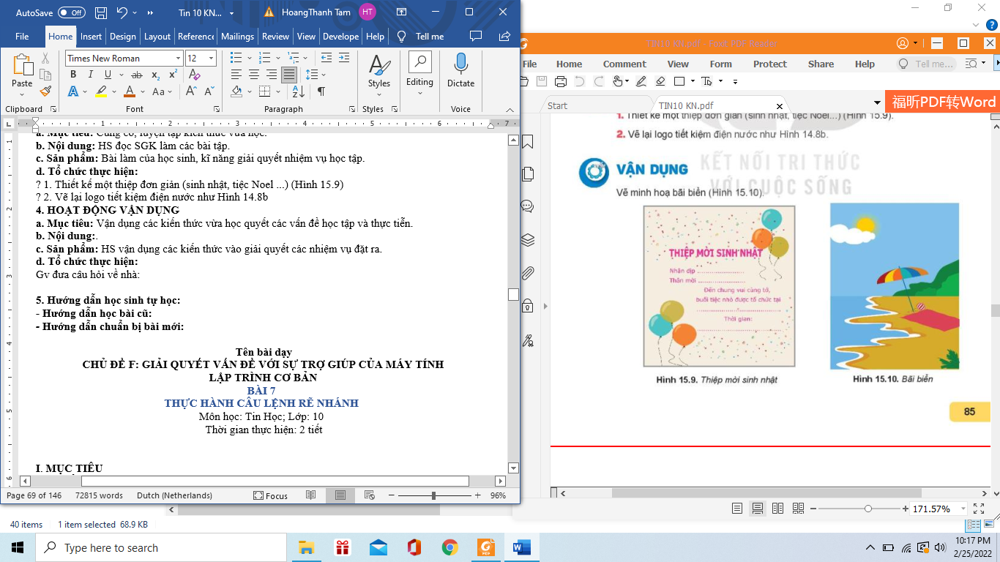 AutoSave Off Tin 10 KN... HoangThanh Tam HT
File Home Insert Design Layout Reference Mailings Review View Develope Help Tell me
Paste Times New Roman 12 Styles Editing Dictate
B I U ab x₂ x² A
A A Aa A A
Clipboard Font Paragraph Styles Voice
a. Mục tiêu: Củng cố, luyện tập kiến thức vừa học.
b. Nội dung: HS đọc SGK làm các bài tập.
c. Sản phẩm: Bài làm của học sinh, kĩ năng giải quyết nhiệm vụ học tập.
d. Tổ chức thực hiện:
? 1. Thiết kế một thiệp đơn giản (sinh nhật, tiệc Noel ...) (Hình 15.9)
? 2. Vẽ lại logo tiết kiệm điện nước như Hình 14.8b
4. HOẠT ĐỘNG VẬN DỤNG
a. Mục tiêu: Vận dụng các kiến thức vừa học quyết các vấn đề học tập và thực tiễn.
b. Nội dung:.
c. Sản phẩm: HS vận dụng các kiến thức vào giải quyết các nhiệm vụ đặt ra.
d. Tổ chức thực hiện:
Gv đưa câu hỏi về nhà:
5. Hướng dẫn học sinh tự học:
- Hướng dẫn học bài cũ:
- Hướng dẫn chuẩn bị bài mới:
Tên bài dạy
CHỦ ĐỀ F: GIẢI QUYẾT VẤN ĐỀ VỚI SỰ TRỢ GIÚP CỦA MÁY TÍNH
LẬP TRÌNH CƠ BẢN
BÀI 7
THỰC HÀNH CÂU LỆNH RẼ NHÁNH
Môn học: Tin Học; Lớp: 10
Thời gian thực hiện: 2 tiết
I. MỤC TIÊU
Page 69 of 146 72815 words Dutch (Netherlands) Focus 96%
40 items 1 item selected 68.9 KB
TIN10 KN.pdf - Foxit PDF Reader
File Home Comment View Form Protect Share Help Tell me...
Start TIN10 KN.pdf
福昕PDF转Word
1. Thiết kế một thiệp đơn giản (sinh nhật, tiệc Noel...) (Hình 15.9).
2. Vẽ lại logo tiết kiệm điện nước như Hình 14.8b.
KẾT NỐI TRI THỨC
VỚI CUỘC SỐNG
VẬN DỤNG
Vẽ minh hoạ bãi biển (Hình 15.10).
THIỆP MỜI SINH NHẬT
Nhân dịp ......................
Thân mời ......................
Đến chung vui cùng tớ,
buổi tiệc nhỏ được tổ chức tại
Thời gian:
Hình 15.9. Thiệp mời sinh nhật
Hình 15.10. Bãi biển
85
171.57%
Type here to search
10:17 PM
2/25/2022